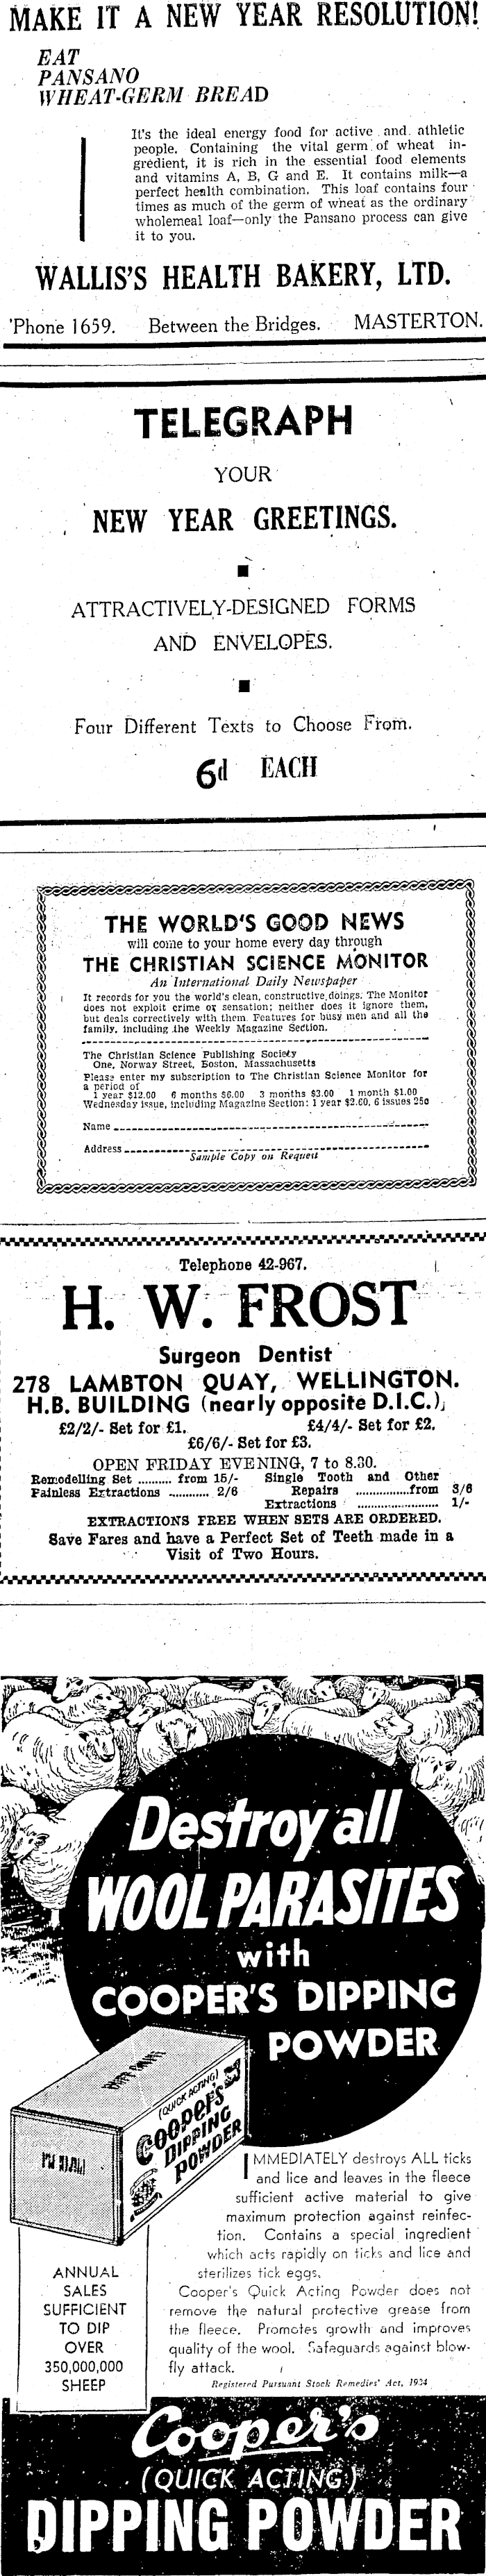 MAKE IT A NEW YEAR RESOLUTION!
EAT
PANSANO
WHEAT-GERM BREAD
It's the ideal energy food for active and athletic
people. Containing the vital germ of wheat in-
gredient, it is rich in the essential food elements
and vitamins A, B, G and E. It contains milk—a
perfect health combination. This loaf contains four
times as much of the germ of wheat as the ordinary
wholemeal loaf—only the Pansano process can give
it to you.
WALLIS'S HEALTH BAKERY, LTD.
'Phone 1659. Between the Bridges. MASTERTON.
TELEGRAPH
YOUR
NEW YEAR GREETINGS.
ATTRACTIVELY-DESIGNED FORMS
AND ENVELOPES.
Four Different Texts to Choose From.
6d EACH
THE WORLD'S GOOD NEWS
will come to your home every day through
THE CHRISTIAN SCIENCE MONITOR
An International Daily Newspaper
It records for you the world's clean, constructive doings. The Monitor
does not exploit crime or sensation; neither does it ignore them,
but deals correctively with them. Features for busy men and all the
family, including the Weekly Magazine Section.
The Christian Science Publishing Society
One, Norway Street, Boston, Massachusetts
Please enter my subscription to The Christian Science Monitor for
a period of
1 year $12.00 6 months $6.00 3 months $3.00 1 month $1.00
Wednesday issue, including Magazine Section: 1 year $2.60, 6 issues 25c
Name
Address
Sample Copy on Request
Telephone 42-967.
H. W. FROST
Surgeon Dentist
278 LAMBTON QUAY, WELLINGTON.
H.B. BUILDING (nearly opposite D.I.C.),
£2/2/- Set for £1. £4/4/- Set for £2.
£6/6/- Set for £3.
OPEN FRIDAY EVENING, 7 to 8.30.
Remodelling Set .......... from 15/- Single Tooth and Other
Painless Extractions ............ 2/6 Repairs ................from 3/6
Extractions ........................ 1/-
EXTRACTIONS FREE WHEN SETS ARE ORDERED.
Save Fares and have a Perfect Set of Teeth made in a
Visit of Two Hours.
Destroy all
WOOL PARASITES
with
COOPER'S DIPPING
POWDER
(QUICK ACTING)
COOPER'S
DIPPING
POWDER
IMMEDIATELY destroys ALL ticks
and lice and leaves in the fleece
sufficient active material to give
maximum protection against reinfec-
tion. Contains a special ingredient
which acts rapidly on ticks and lice and
sterilizes tick eggs.
Cooper's Quick Acting Powder does not
remove the natural protective grease from
the fleece. Promotes growth and improves
quality of the wool. Safeguards against blow-
fly attack.
Registered Pursuant Stock Remedies' Act, 1934
ANNUAL
SALES
SUFFICIENT
TO DIP
OVER
350,000,000
SHEEP
Cooper's
(QUICK ACTING)
DIPPING POWDER